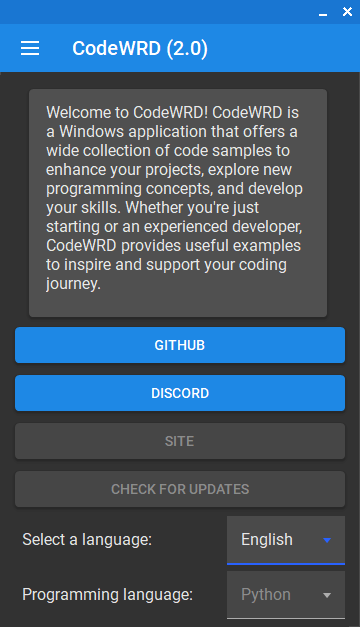 CodeWRD (2.0)
Welcome to CodeWRD! CodeWRD is
a Windows application that offers a
wide collection of code samples to
enhance your projects, explore new
programming concepts, and develop
your skills. Whether you're just
starting or an experienced developer,
CodeWRD provides useful examples
to inspire and support your coding
journey.
GITHUB
DISCORD
SITE
CHECK FOR UPDATES
Select a language: English
Programming language: Python